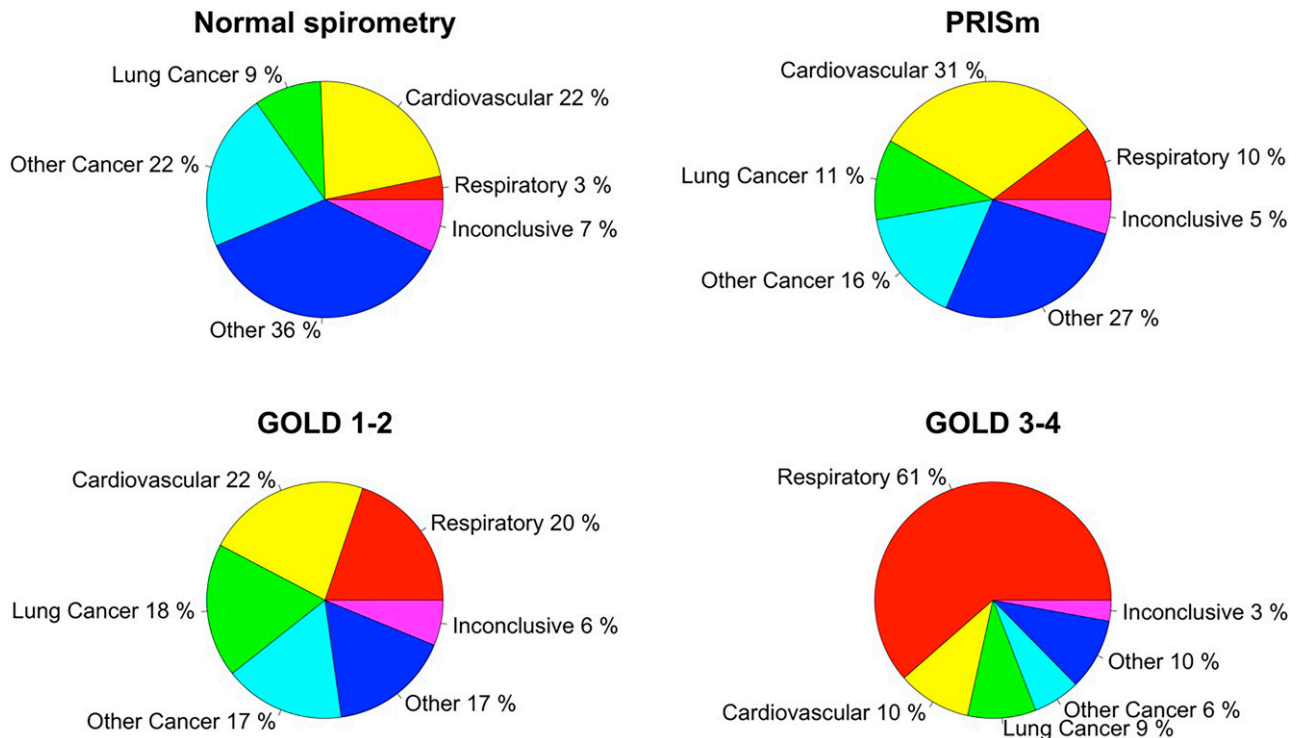 Normal spirometry
Lung Cancer 9 %
Cardiovascular 22 %
Other Cancer 22 %
Respiratory 3 %
Inconclusive 7 %
Other 36 %
PRISm
Cardiovascular 31 %
Respiratory 10 %
Lung Cancer 11 %
Inconclusive 5 %
Other Cancer 16 %
Other 27 %
GOLD 1-2
Cardiovascular 22 %
Respiratory 20 %
Lung Cancer 18 %
Inconclusive 6 %
Other 17 %
Other Cancer 17 %
GOLD 3-4
Respiratory 61 %
Inconclusive 3 %
Other 10 %
Cardiovascular 10 %
Other Cancer 6 %
Lung Cancer 9 %